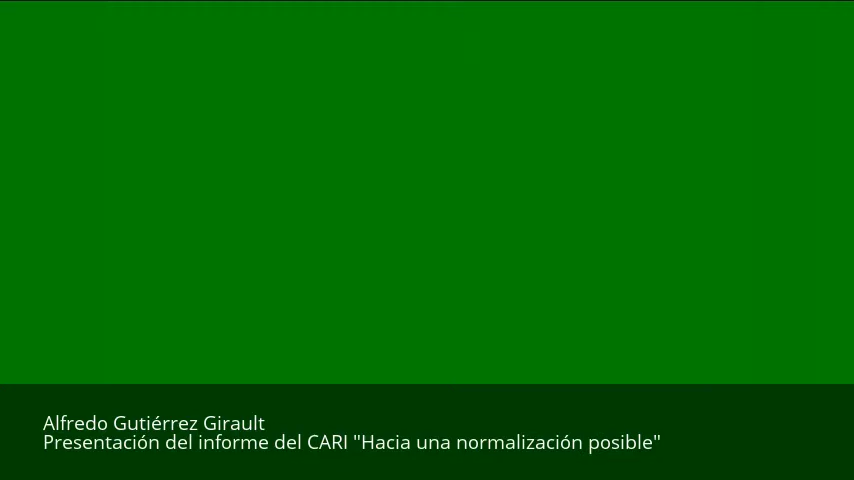 Alfredo Gutiérrez Girault
Presentación del informe del CARI "Hacia una normalización posible"